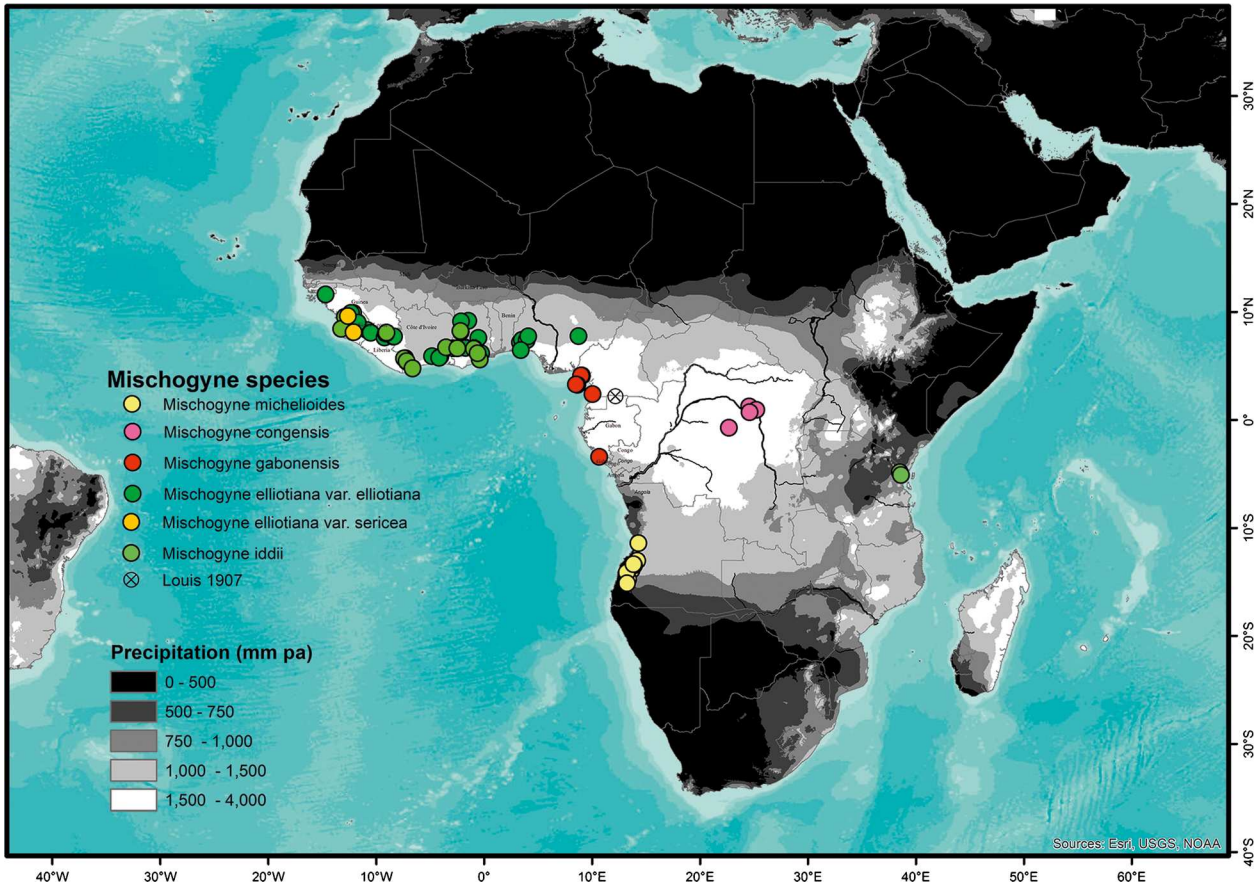 Guinea
Côte d'Ivoire
Benin
Liberia
Gabon
Congo
Congo
Angola
Mischogyne species
Mischogyne michelioides
Mischogyne congensis
Mischogyne gabonensis
Mischogyne elliotiana var. elliotiana
Mischogyne elliotiana var. sericea
Mischogyne iddii
Louis 1907
Precipitation (mm pa)
0 - 500
500 - 750
750 - 1,000
1,000 - 1,500
1,500 - 4,000
30°N
20°N
10°N
0°
10°S
20°S
30°S
40°S
Sources: Esri, USGS, NOAA
40°W 30°W 20°W 10°W 0° 10°E 20°E 30°E 40°E 50°E 60°E